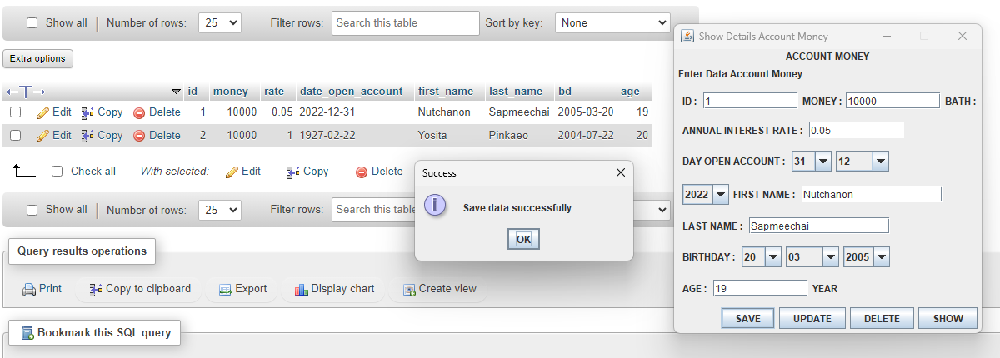 Show all Number of rows: 25 Filter rows: Search this table Sort by key: None
Extra options
id money rate date_open_account first_name last_name bd age
Edit Copy Delete 1 10000 0.05 2022-12-31 Nutchanon Sapmeechai 2005-03-20 19
Edit Copy Delete 2 10000 1 1927-02-22 Yosita Pinkaeo 2004-07-22 20
Check all With selected: Edit Copy Delete
Show all Number of rows: 25 Filter rows: Search this table
Query results operations
Print Copy to clipboard Export Display chart Create view
Bookmark this SQL query
Success
Save data successfully
OK
Show Details Account Money
ACCOUNT MONEY
Enter Data Account Money
ID : 1 MONEY : 10000 BATH :
ANNUAL INTEREST RATE : 0.05
DAY OPEN ACCOUNT : 31 12
2022 FIRST NAME : Nutchanon
LAST NAME : Sapmeechai
BIRTHDAY : 20 03 2005
AGE : 19 YEAR
SAVE UPDATE DELETE SHOW